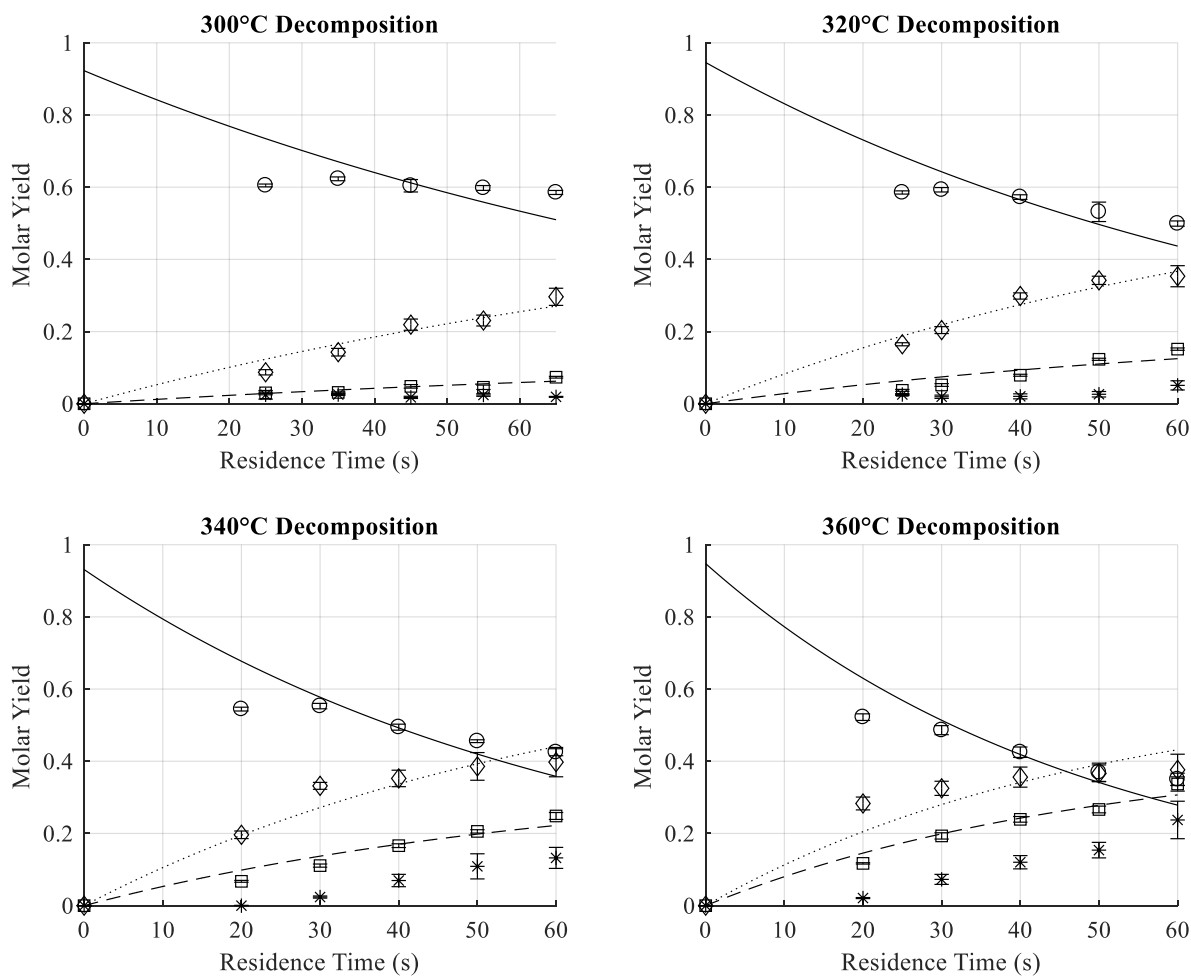 300°C Decomposition
Molar Yield
1
0.8
0.6
0.4
0.2
0
0 10 20 30 40 50 60
Residence Time (s)
320°C Decomposition
Molar Yield
1
0.8
0.6
0.4
0.2
0
0 10 20 30 40 50 60
Residence Time (s)
340°C Decomposition
Molar Yield
1
0.8
0.6
0.4
0.2
0
0 10 20 30 40 50 60
Residence Time (s)
360°C Decomposition
Molar Yield
1
0.8
0.6
0.4
0.2
0
0 10 20 30 40 50 60
Residence Time (s)